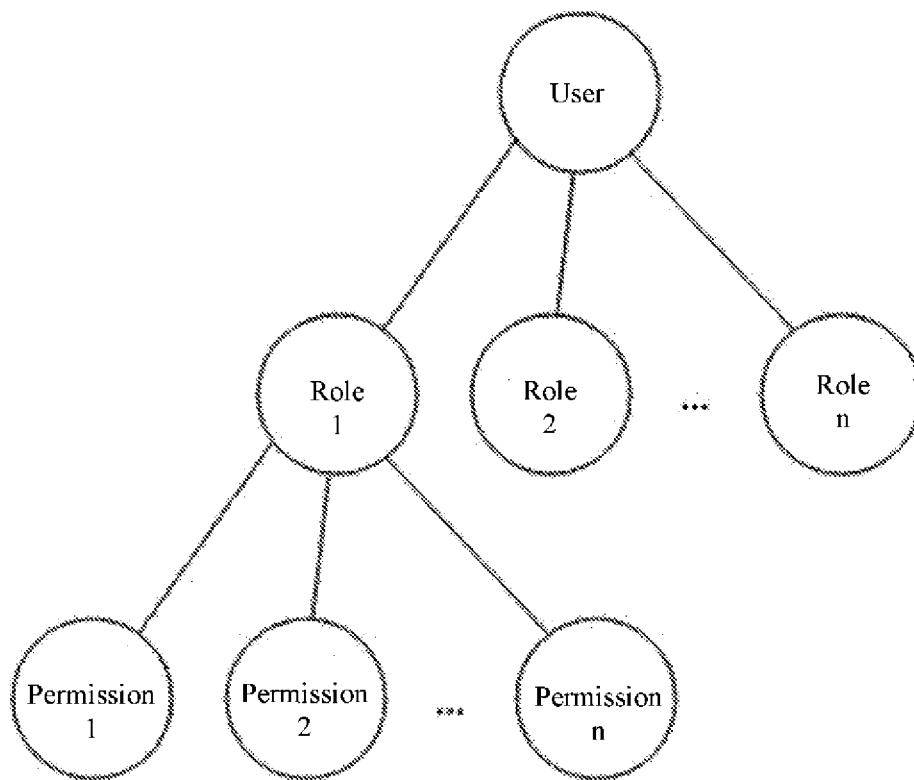 User
Role
1
Role
2
...
Role
n
Permission
1
Permission
2
...
Permission
n